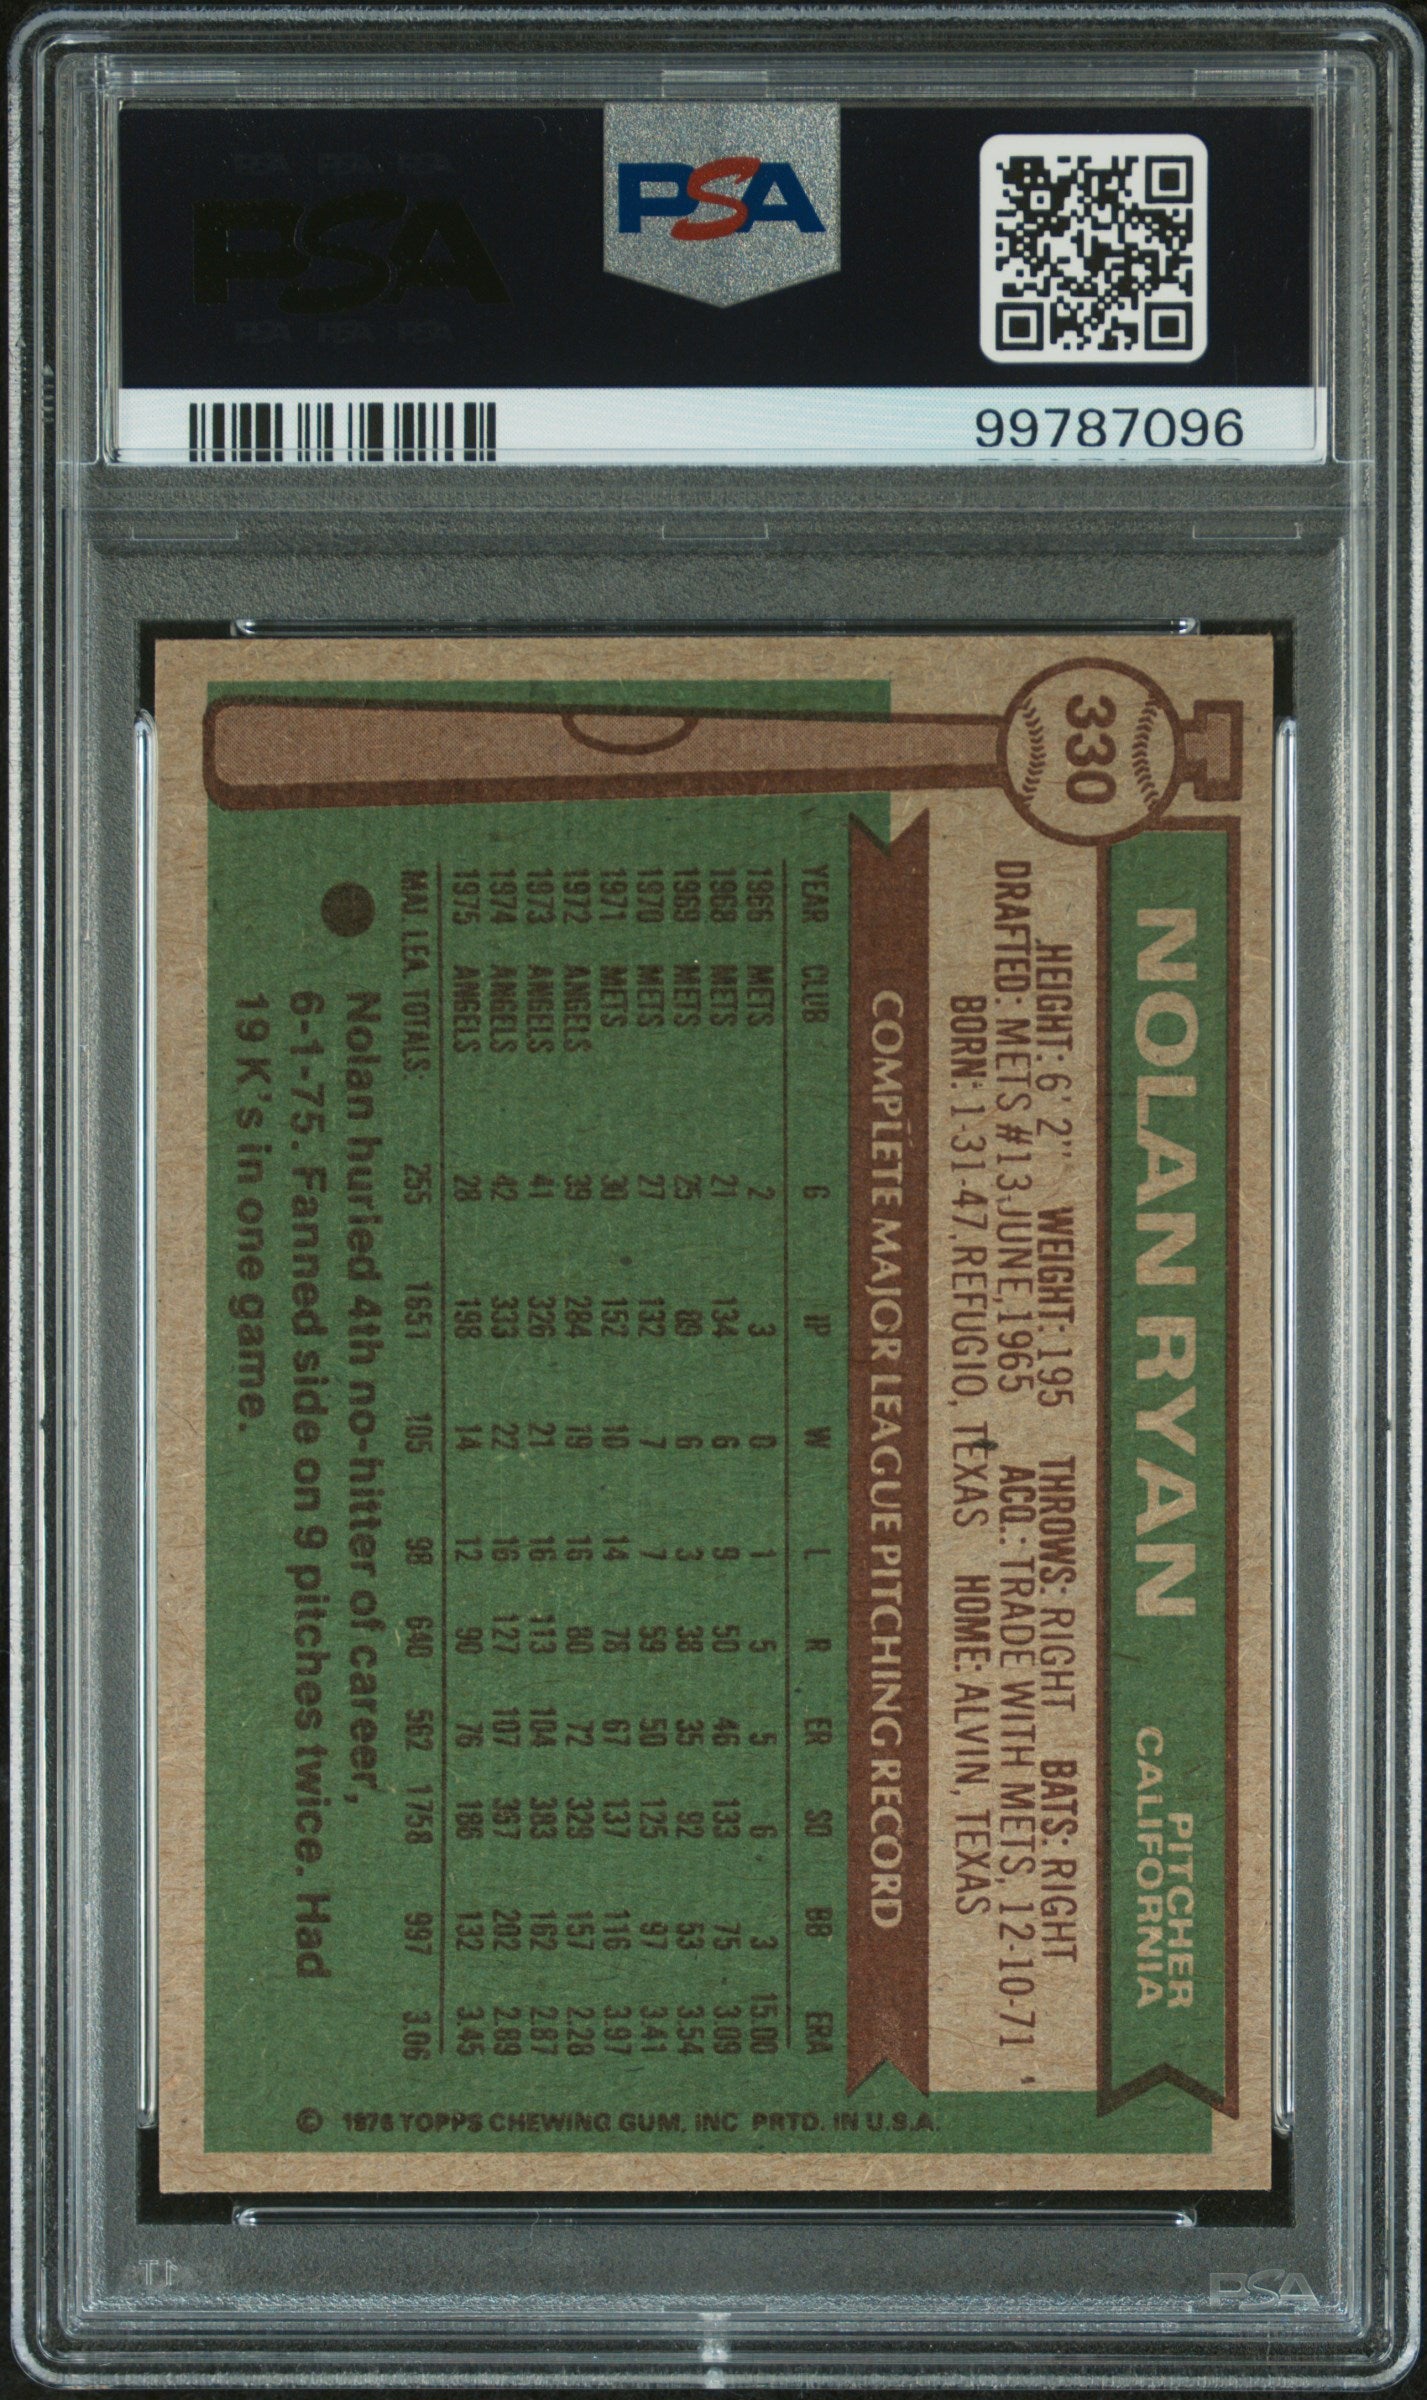 PSA
PSA PSA PSA
PSA
PSA PSA PSA
99787096
330
NOLAN RYAN
PITCHER
CALIFORNIA
HEIGHT: 6' 2" WEIGHT: 195 THROWS: RIGHT BATS: RIGHT
DRAFTED: METS #13-JUNE, 1965 ACQ.: TRADE WITH METS, 12-10-71
BORN: 1-31-47, REFUGIO, TEXAS HOME: ALVIN, TEXAS
COMPLETE MAJOR LEAGUE PITCHING RECORD
YEAR CLUB G IP W L R ER SO BB ERA
1966 METS 2 3 0 1 5 5 6 3 15.00
1968 METS 21 134 6 9 50 46 133 75 3.09
1969 METS 25 89 6 3 38 35 92 53 3.54
1970 METS 27 132 7 7 59 50 125 97 3.41
1971 METS 30 152 10 14 78 67 137 116 3.97
1972 ANGELS 39 284 19 16 80 72 329 157 2.28
1973 ANGELS 41 326 21 16 113 104 383 162 2.87
1974 ANGELS 42 333 22 16 127 107 367 202 2.89
1975 ANGELS 28 198 14 12 90 76 186 132 3.45
MAJ. LEA. TOTALS: 255 1651 105 98 640 562 1758 997 3.06
Nolan hurled 4th no-hitter of career,
6-1-75. Fanned side on 9 pitches twice. Had
19 K's in one game.
© 1976 TOPPS CHEWING GUM, INC PRTD. IN U.S.A.
PSA